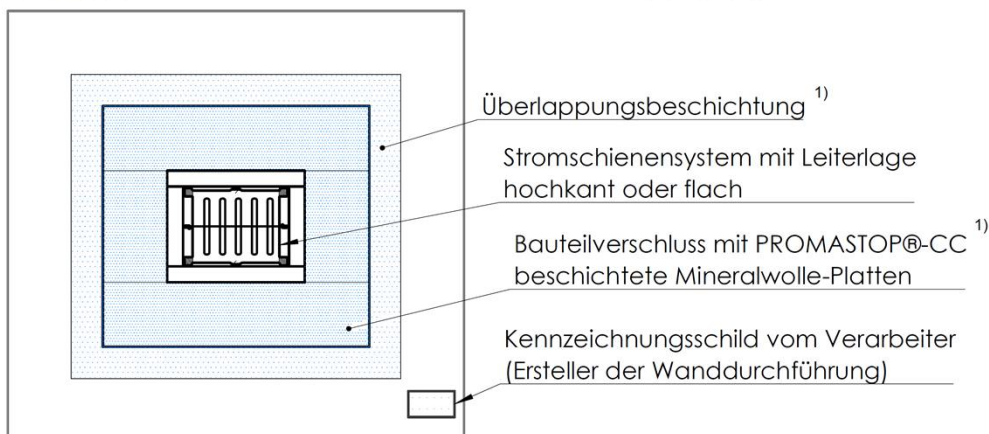 Überlappungsbeschichtung 1)
Stromschienensystem mit Leiterlage
hochkant oder flach
Bauteilverschluss mit PROMASTOP®-CC 1)
beschichtete Mineralwolle-Platten
Kennzeichnungsschild vom Verarbeiter
(Ersteller der Wanddurchführung)